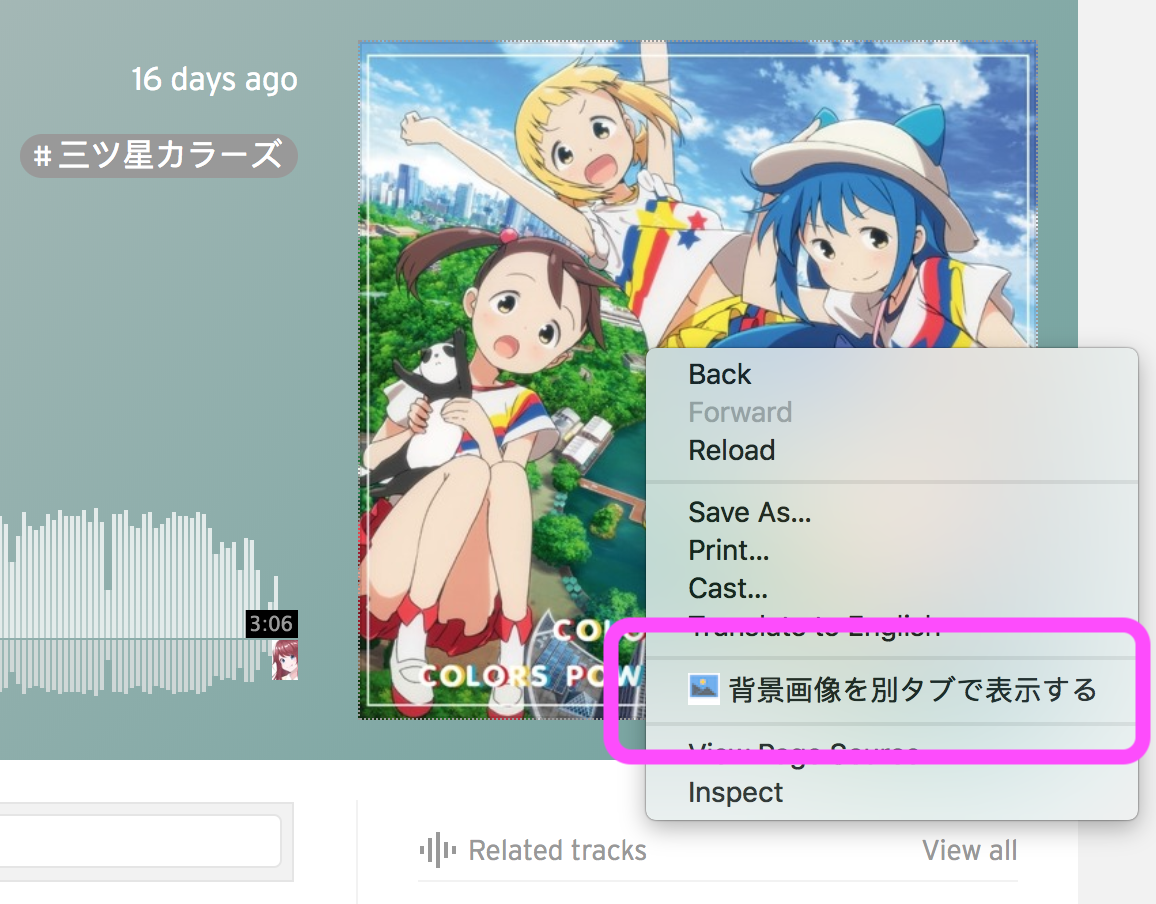 16 days ago
# 三ツ星カラーズ
3:06
COLO
COLORS POW
Back
Forward
Reload
Save As...
Print...
Cast...
Translate to English
背景画像を別タブで表示する
View Page Source
Inspect
Related tracks
View all